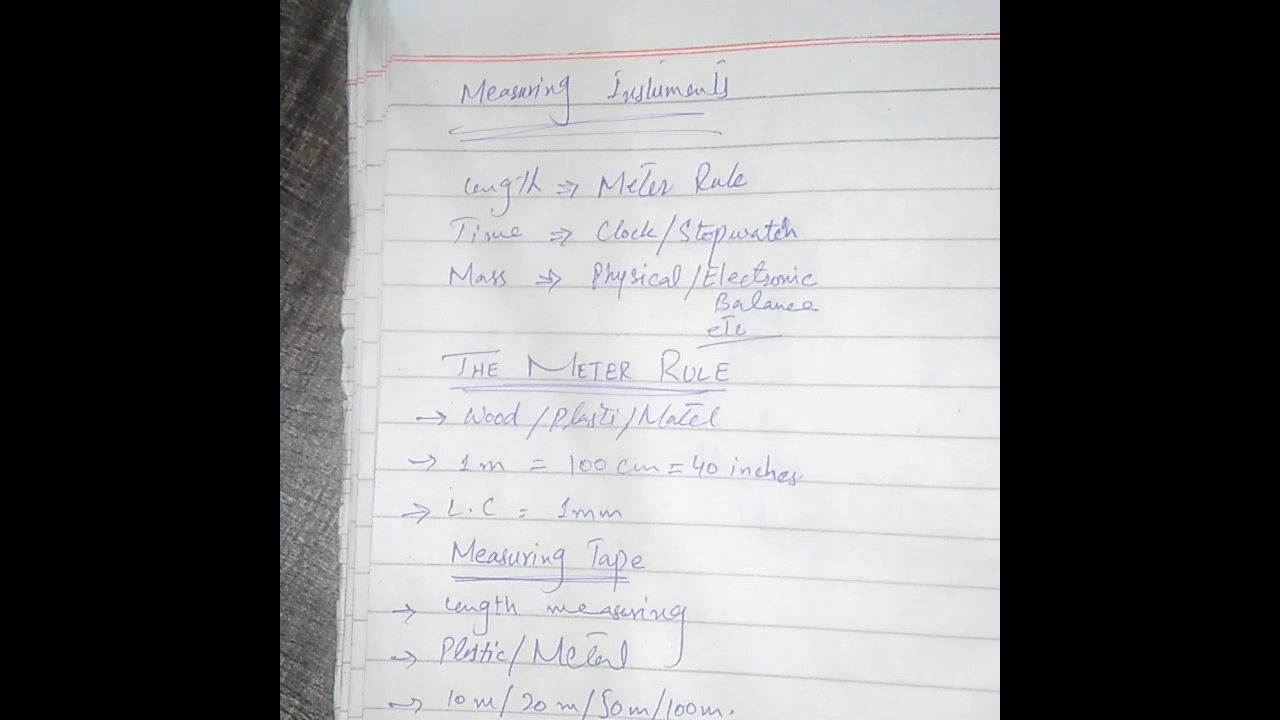 Measuring Instuments
Length ⇒ Meter Rule
Time ⇒ Clock/Stopwatch
Mass ⇒ Physical/Electronic
Balance
etc
THE METER RULE
→ Wood/Plasti/Matel
→ 1m = 100 cm = 40 inches.
⇒ L.C = 1mm
Measuring Tape
→ Length measuring
→ Plastic/Metal
→ 10m/20m/50m/100m.